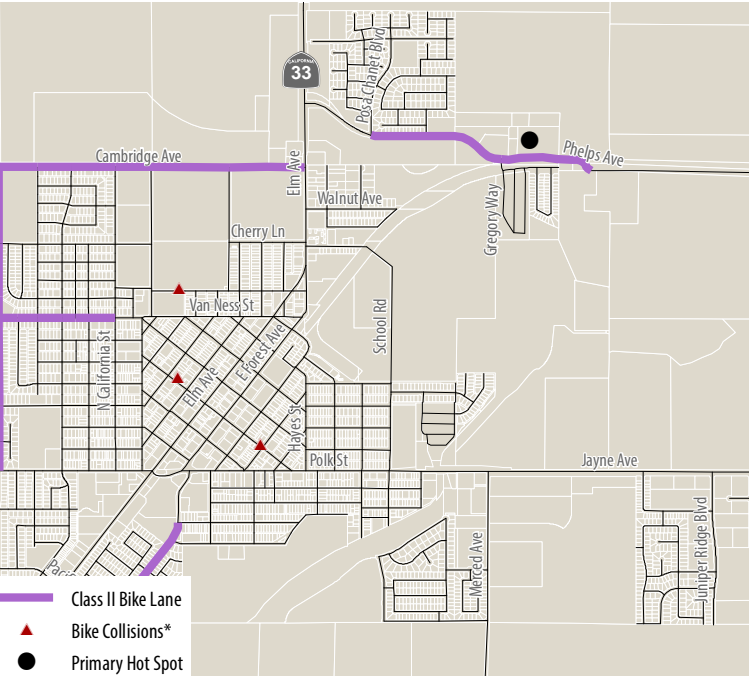 CALIFORNIA
33
Posa Chanet Blvd
Phelps Ave
Cambridge Ave
Elm Ave
Walnut Ave
Gregory Way
Cherry Ln
Van Ness St
School Rd
E Forest Ave
N California St
Elm Ave
Hayes St
Polk St
Jayne Ave
Juniper Ridge Blvd
Merced Ave
Class II Bike Lane
Bike Collisions*
Primary Hot Spot